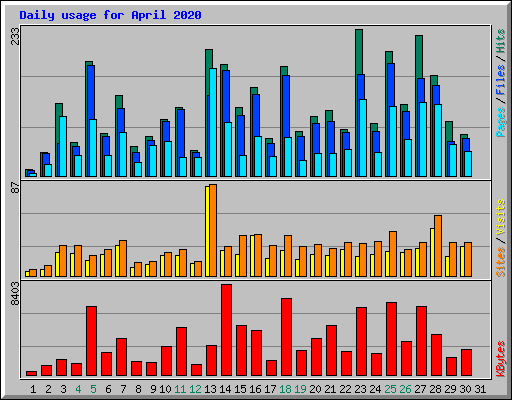 Daily usage for April 2020
233
Pages / Files / Hits
87
Sites / Visits
8403
KBytes
1 2 3 4 5 6 7 8 9 10 11 12 13 14 15 16 17 18 19 20 21 22 23 24 25 26 27 28 29 30 31